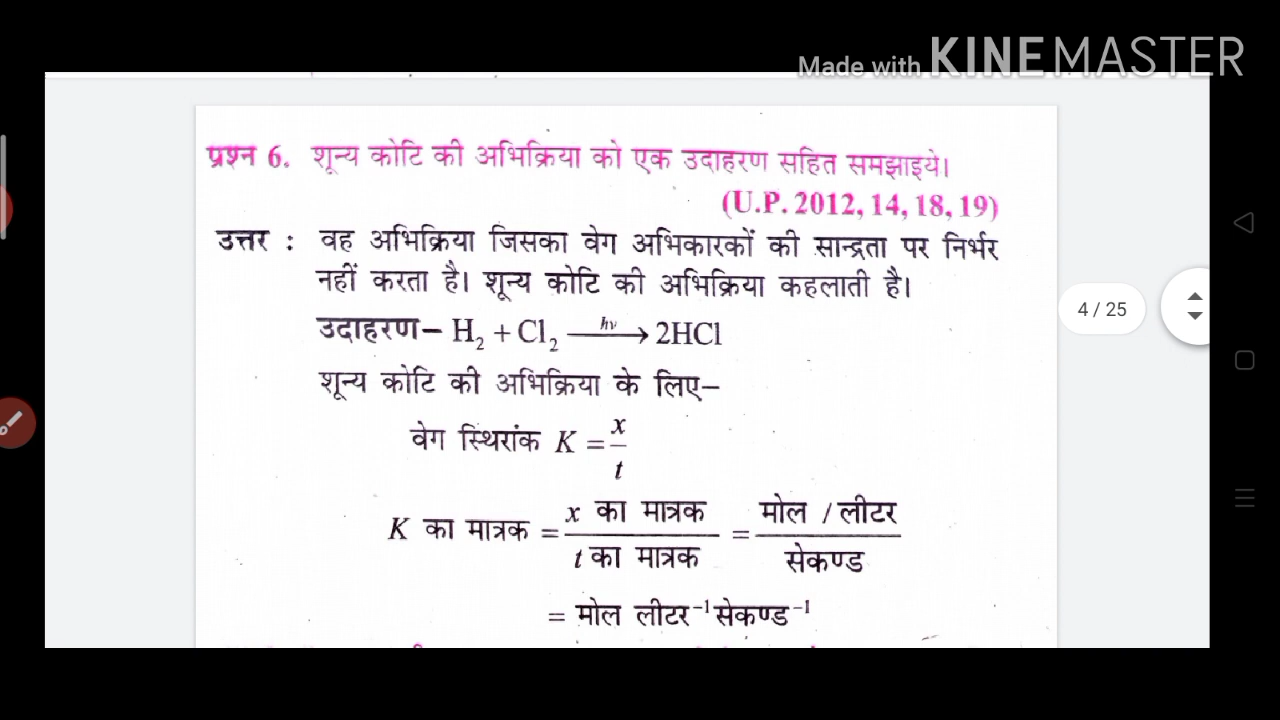 Made with KINEMASTER
प्रश्न 6. शून्य कोटि की अभिक्रिया को एक उदाहरण सहित समझाइये।
(U.P. 2012, 14, 18, 19)
उत्तर : वह अभिक्रिया जिसका वेग अभिकारकों की सान्द्रता पर निर्भर
नहीं करता है। शून्य कोटि की अभिक्रिया कहलाती है।
4 / 25
उदाहरण– H₂ + Cl₂ —hν→ 2HCl
शून्य कोटि की अभिक्रिया के लिए–
वेग स्थिरांक K = x/t
K का मात्रक = x का मात्रक / t का मात्रक = मोल / लीटर / सेकण्ड
= मोल लीटर⁻¹ सेकण्ड⁻¹